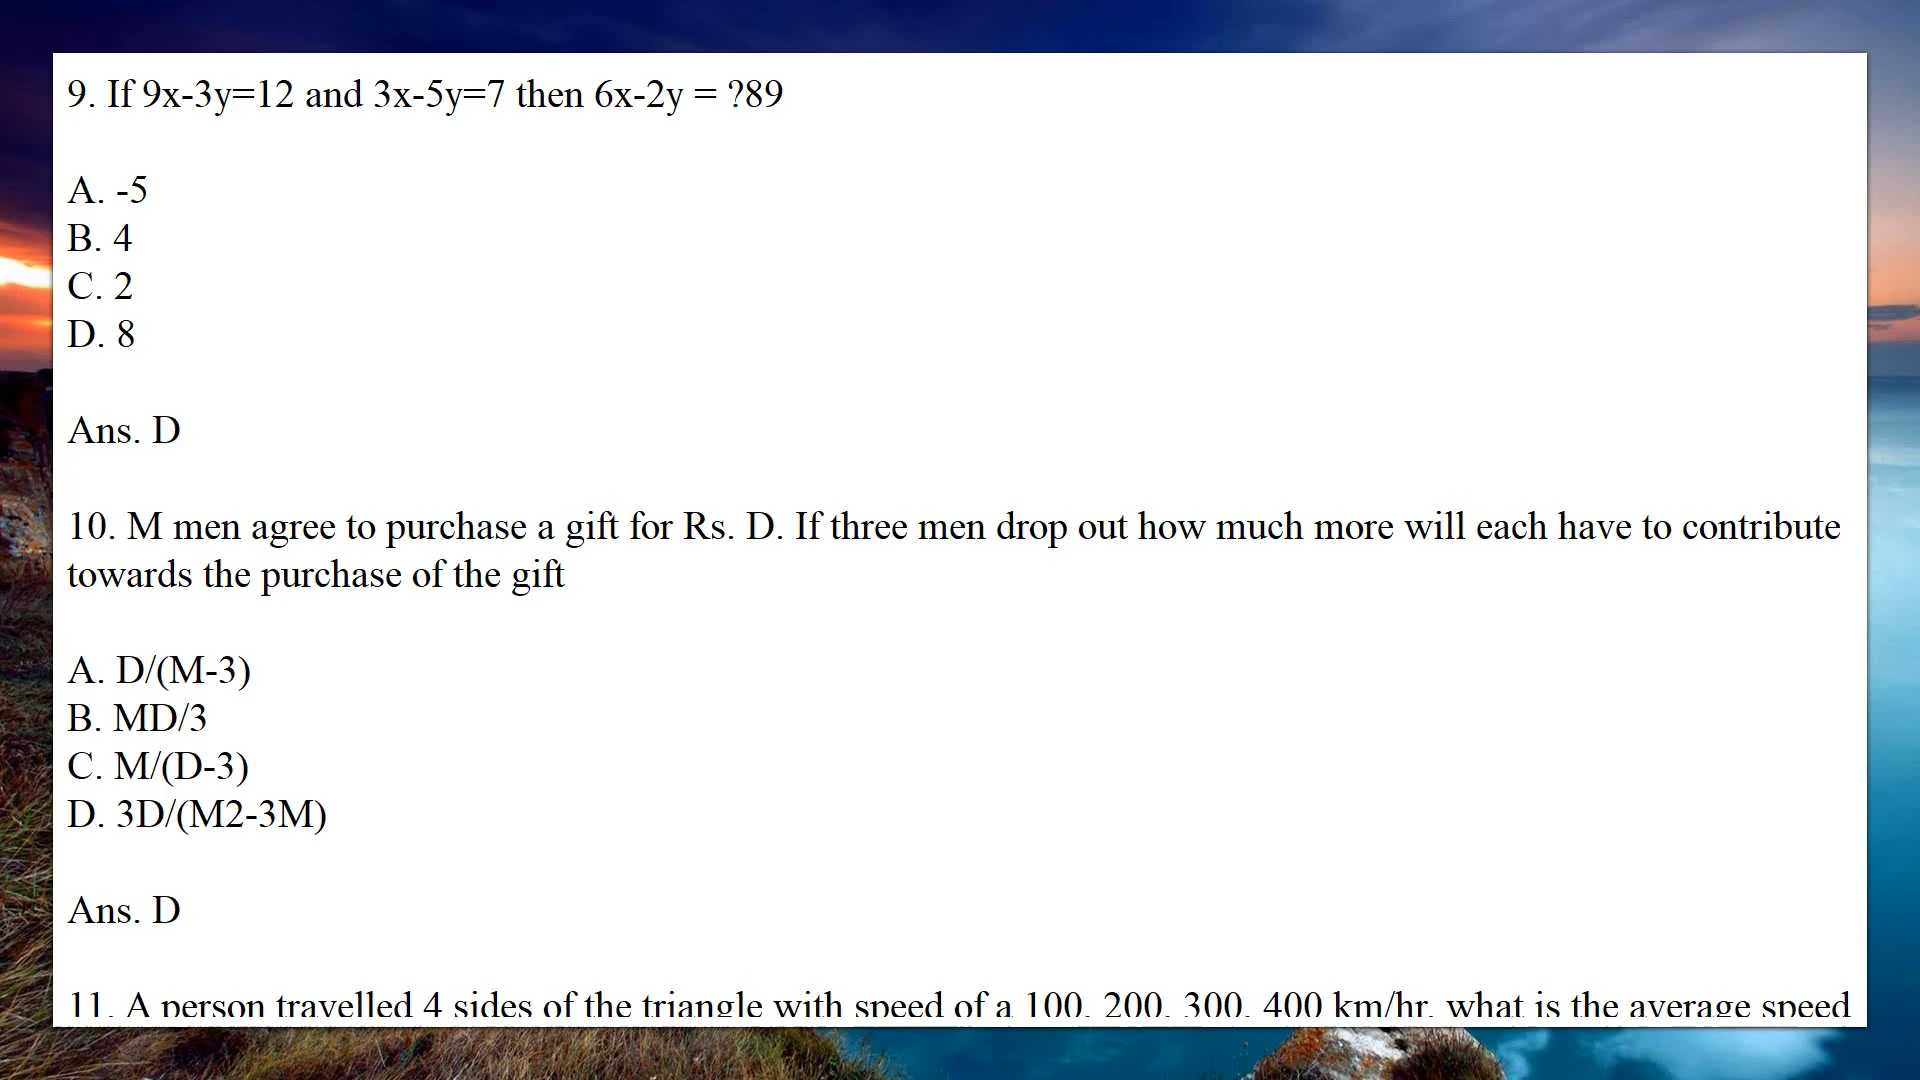 9. If 9x-3y=12 and 3x-5y=7 then 6x-2y = ?89
A. -5
B. 4
C. 2
D. 8
Ans. D
10. M men agree to purchase a gift for Rs. D. If three men drop out how much more will each have to contribute
towards the purchase of the gift
A. D/(M-3)
B. MD/3
C. M/(D-3)
D. 3D/(M2-3M)
Ans. D
11. A person travelled 4 sides of the triangle with speed of a 100, 200, 300, 400 km/hr. what is the average speed